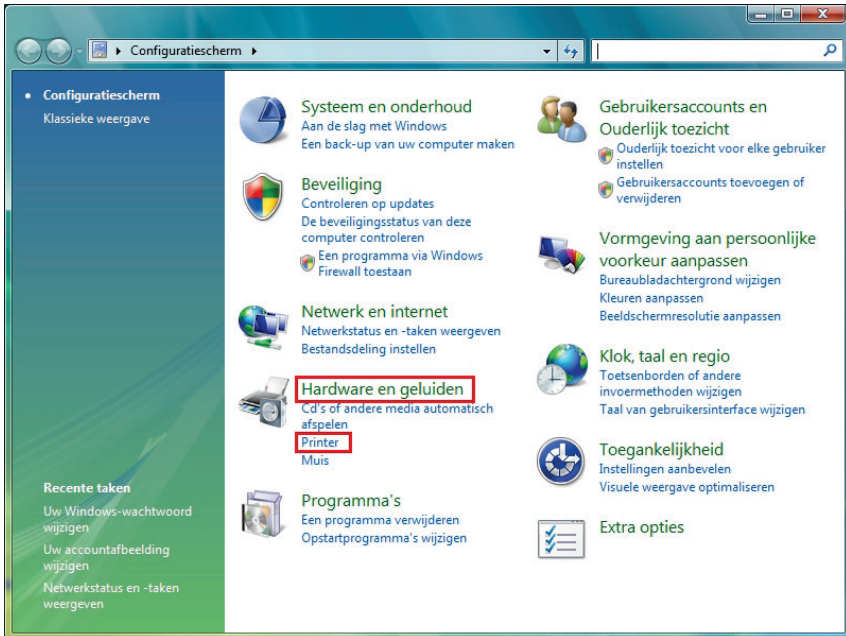 Configuratiescherm
Configuratiescherm
Klassieke weergave
Recente taken
Uw Windows-wachtwoord
wijzigen
Uw accountafbeelding
wijzigen
Netwerkstatus en -taken
weergeven
Systeem en onderhoud
Aan de slag met Windows
Een back-up van uw computer maken
Beveiliging
Controleren op updates
De beveiligingsstatus van deze
computer controleren
Een programma via Windows
Firewall toestaan
Netwerk en internet
Netwerkstatus en -taken weergeven
Bestandsdeling instellen
Hardware en geluiden
Cd's of andere media automatisch
afspelen
Printer
Muis
Programma's
Een programma verwijderen
Opstartprogramma's wijzigen
Gebruikersaccounts en
Ouderlijk toezicht
Ouderlijk toezicht voor elke gebruiker
instellen
Gebruikersaccounts toevoegen of
verwijderen
Vormgeving aan persoonlijke
voorkeur aanpassen
Bureaubladachtergrond wijzigen
Kleuren aanpassen
Beeldschermresolutie aanpassen
Klok, taal en regio
Toetsenborden of andere
invoermethoden wijzigen
Taal van gebruikersinterface wijzigen
Toegankelijkheid
Instellingen aanbevelen
Visuele weergave optimaliseren
Extra opties